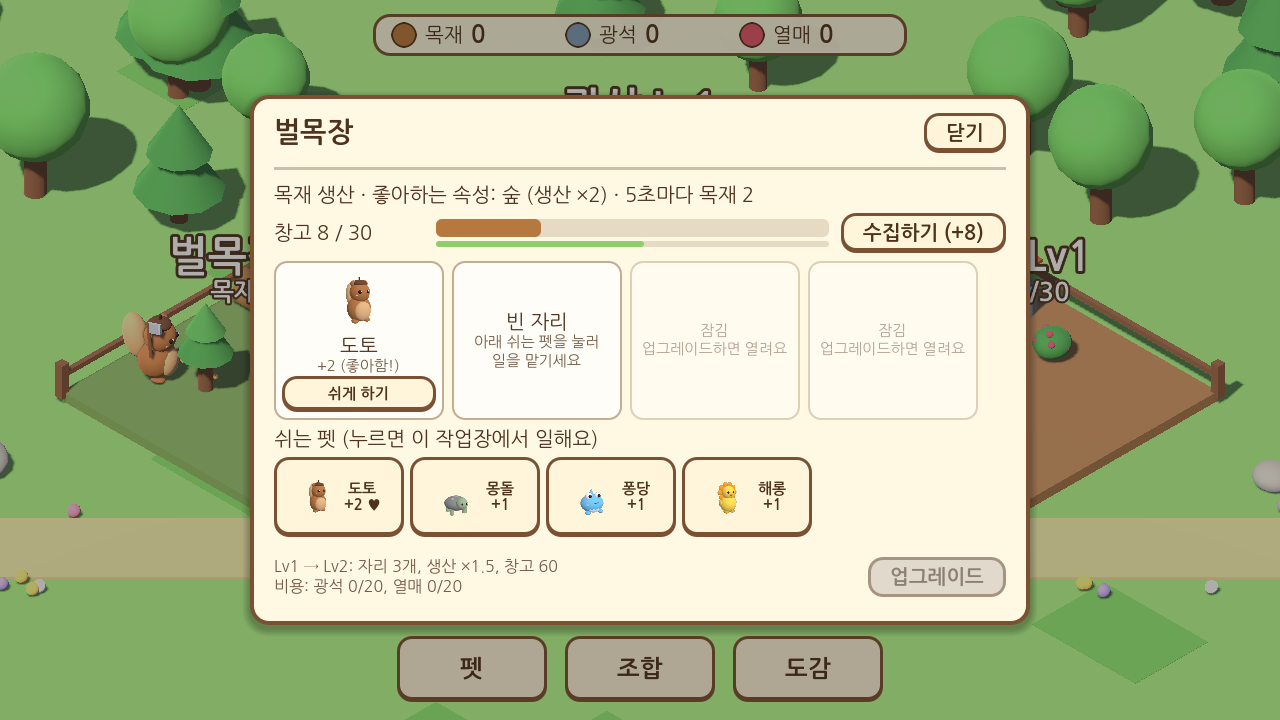 목재 0
광석 0
열매 0
벌목장
닫기
목재 생산 · 좋아하는 속성: 숲 (생산 ×2) · 5초마다 목재 2
창고 8 / 30
수집하기 (+8)
도토
+2 (좋아함!)
쉬게 하기
빈 자리
아래 쉬는 펫을 눌러
일을 맡기세요
잠김
업그레이드하면 열려요
잠김
업그레이드하면 열려요
쉬는 펫 (누르면 이 작업장에서 일해요)
도토
+2 ♥
몽돌
+1
퐁당
+1
해롱
+1
Lv1 → Lv2: 자리 3개, 생산 ×1.5, 창고 60
비용: 광석 0/20, 열매 0/20
업그레이드
벌목
목재
Lv1
/30
펫
조합
도감